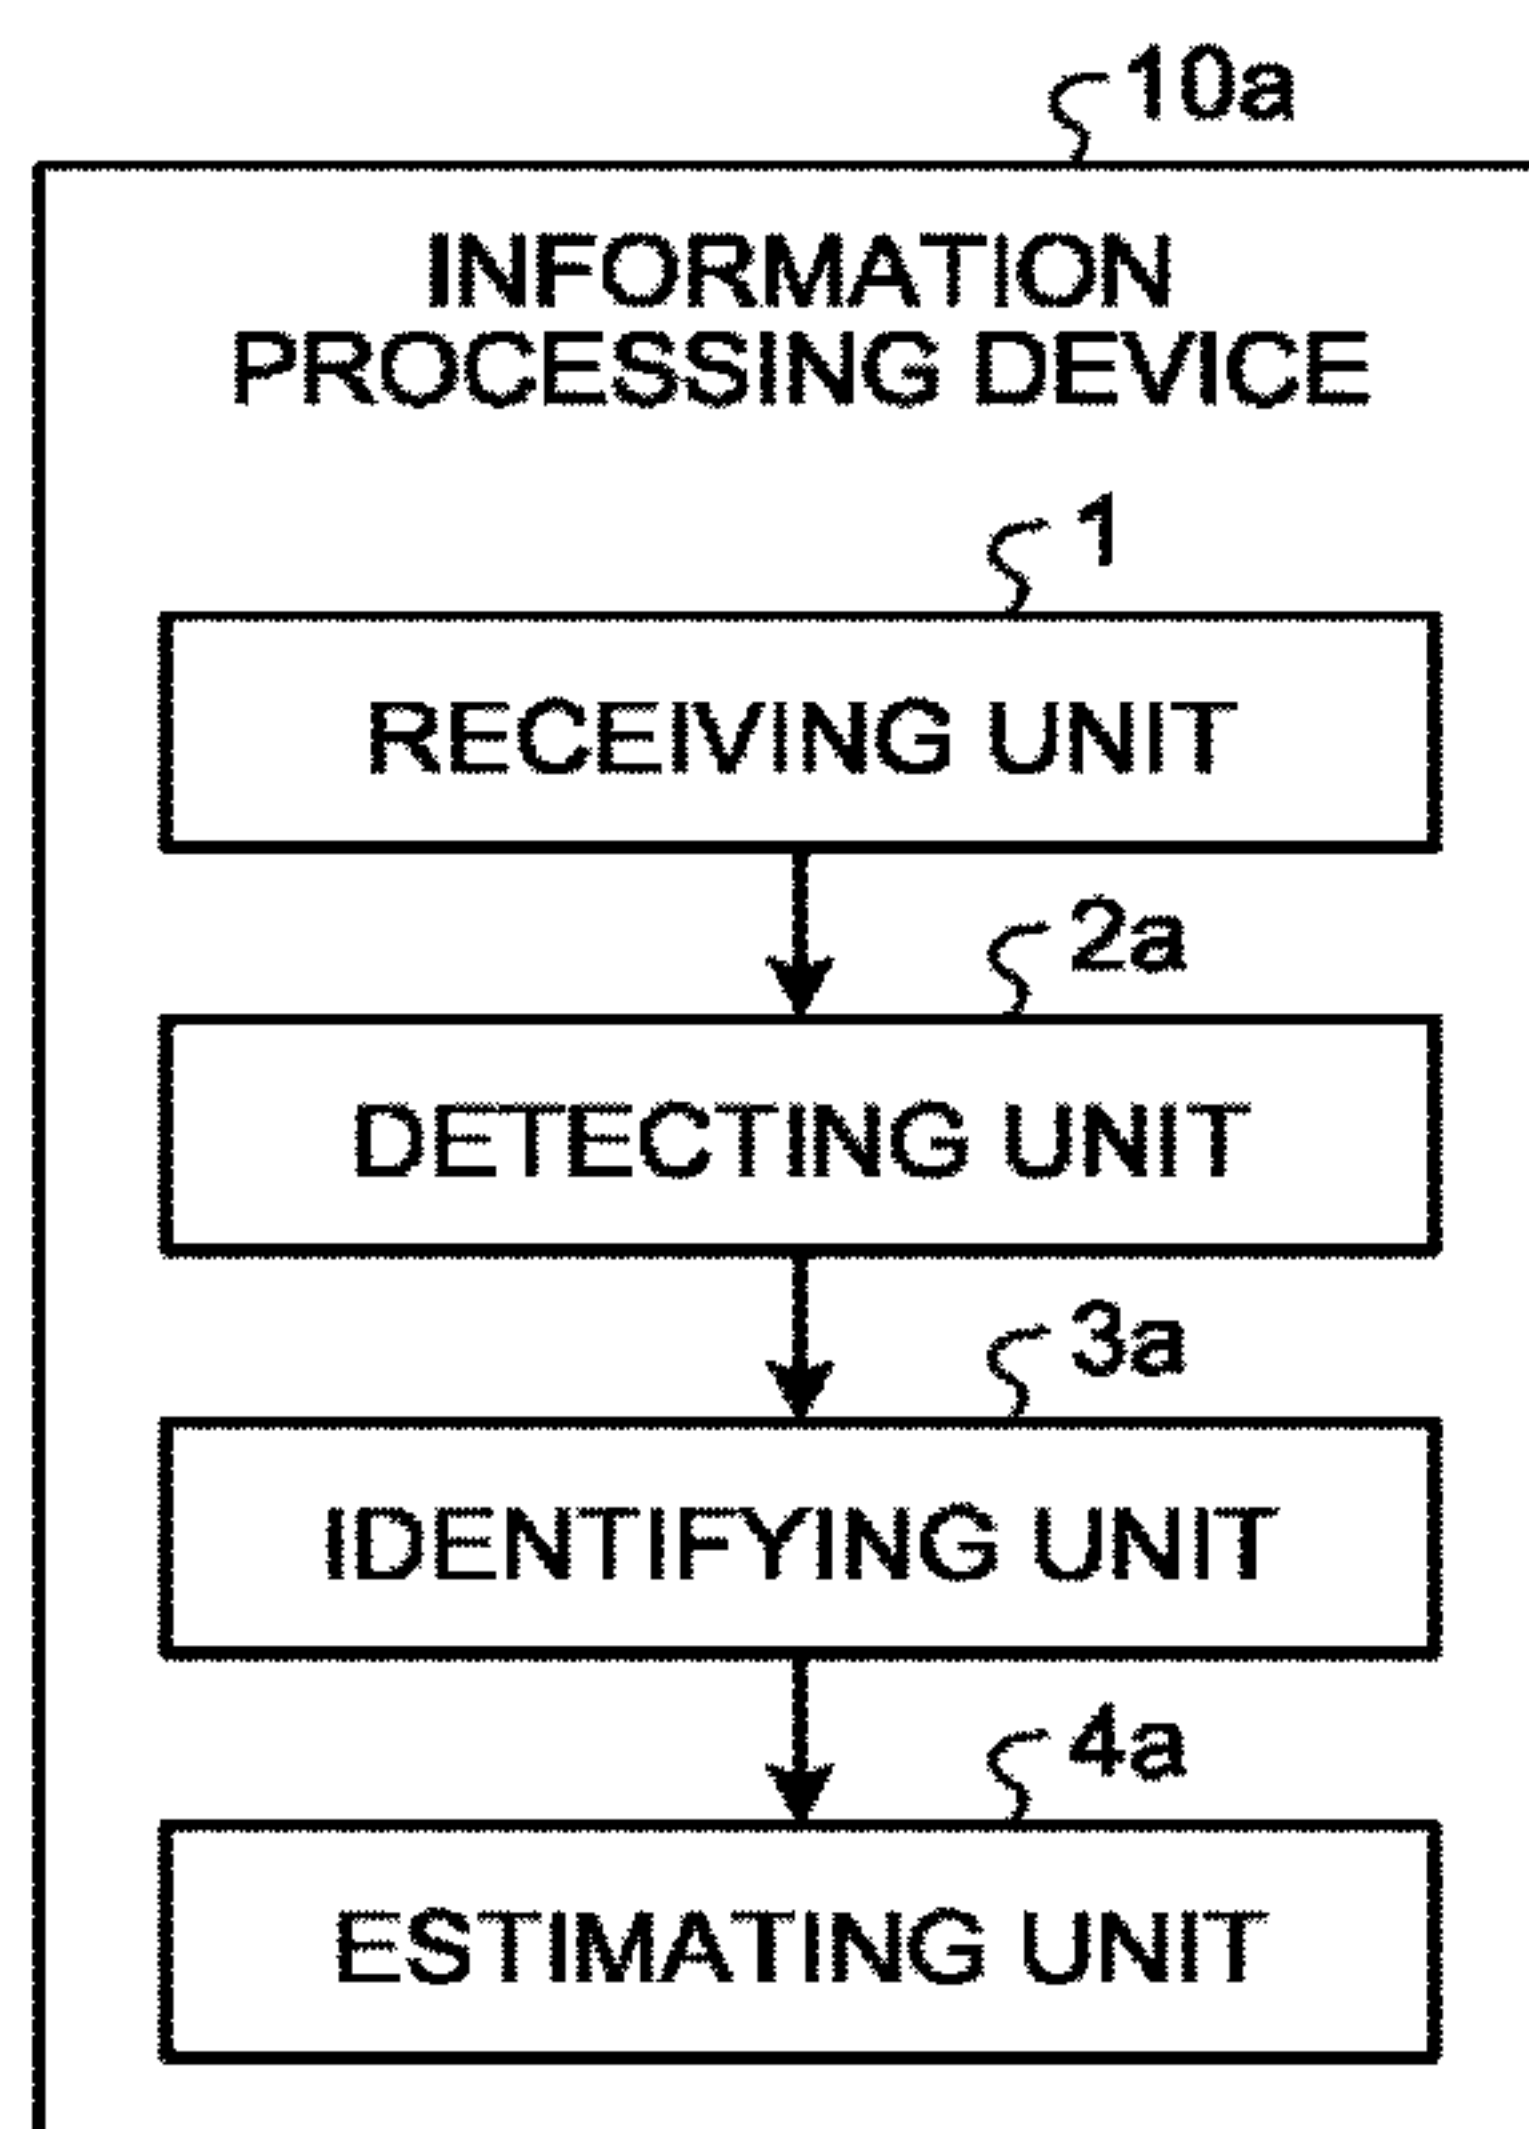 10a
INFORMATION
PROCESSING DEVICE
1
RECEIVING UNIT
2a
DETECTING UNIT
3a
IDENTIFYING UNIT
4a
ESTIMATING UNIT